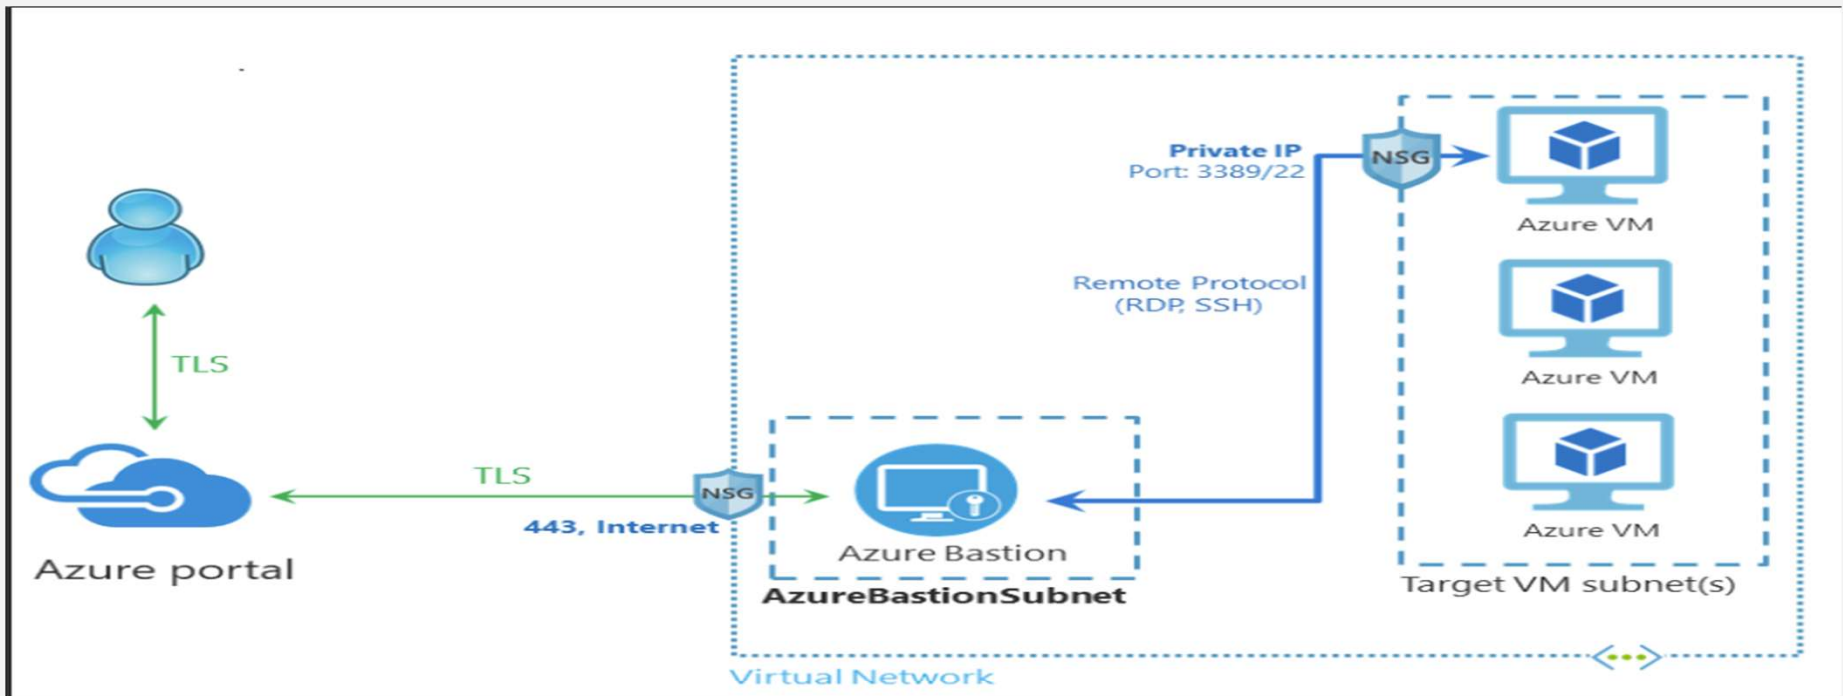 Private IP
Port: 3389/22
NSG
Azure VM
Remote Protocol
(RDP, SSH)
Azure VM
TLS
TLS
NSG
443, Internet
Azure portal
Azure Bastion
AzureBastionSubnet
Azure VM
Target VM subnet(s)
Virtual Network